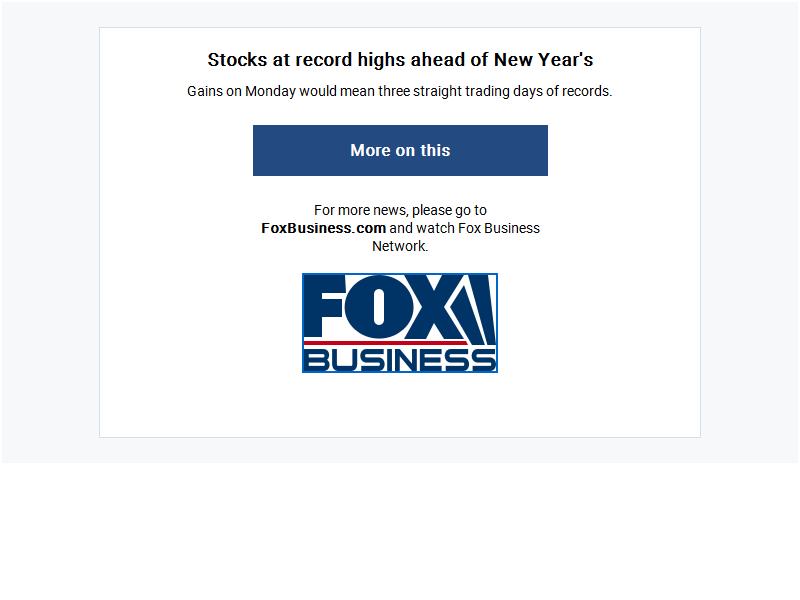 Stocks at record highs ahead of New Year's
Gains on Monday would mean three straight trading days of records.
More on this
For more news, please go to
FoxBusiness.com and watch Fox Business
Network.
FOX
BUSINESS